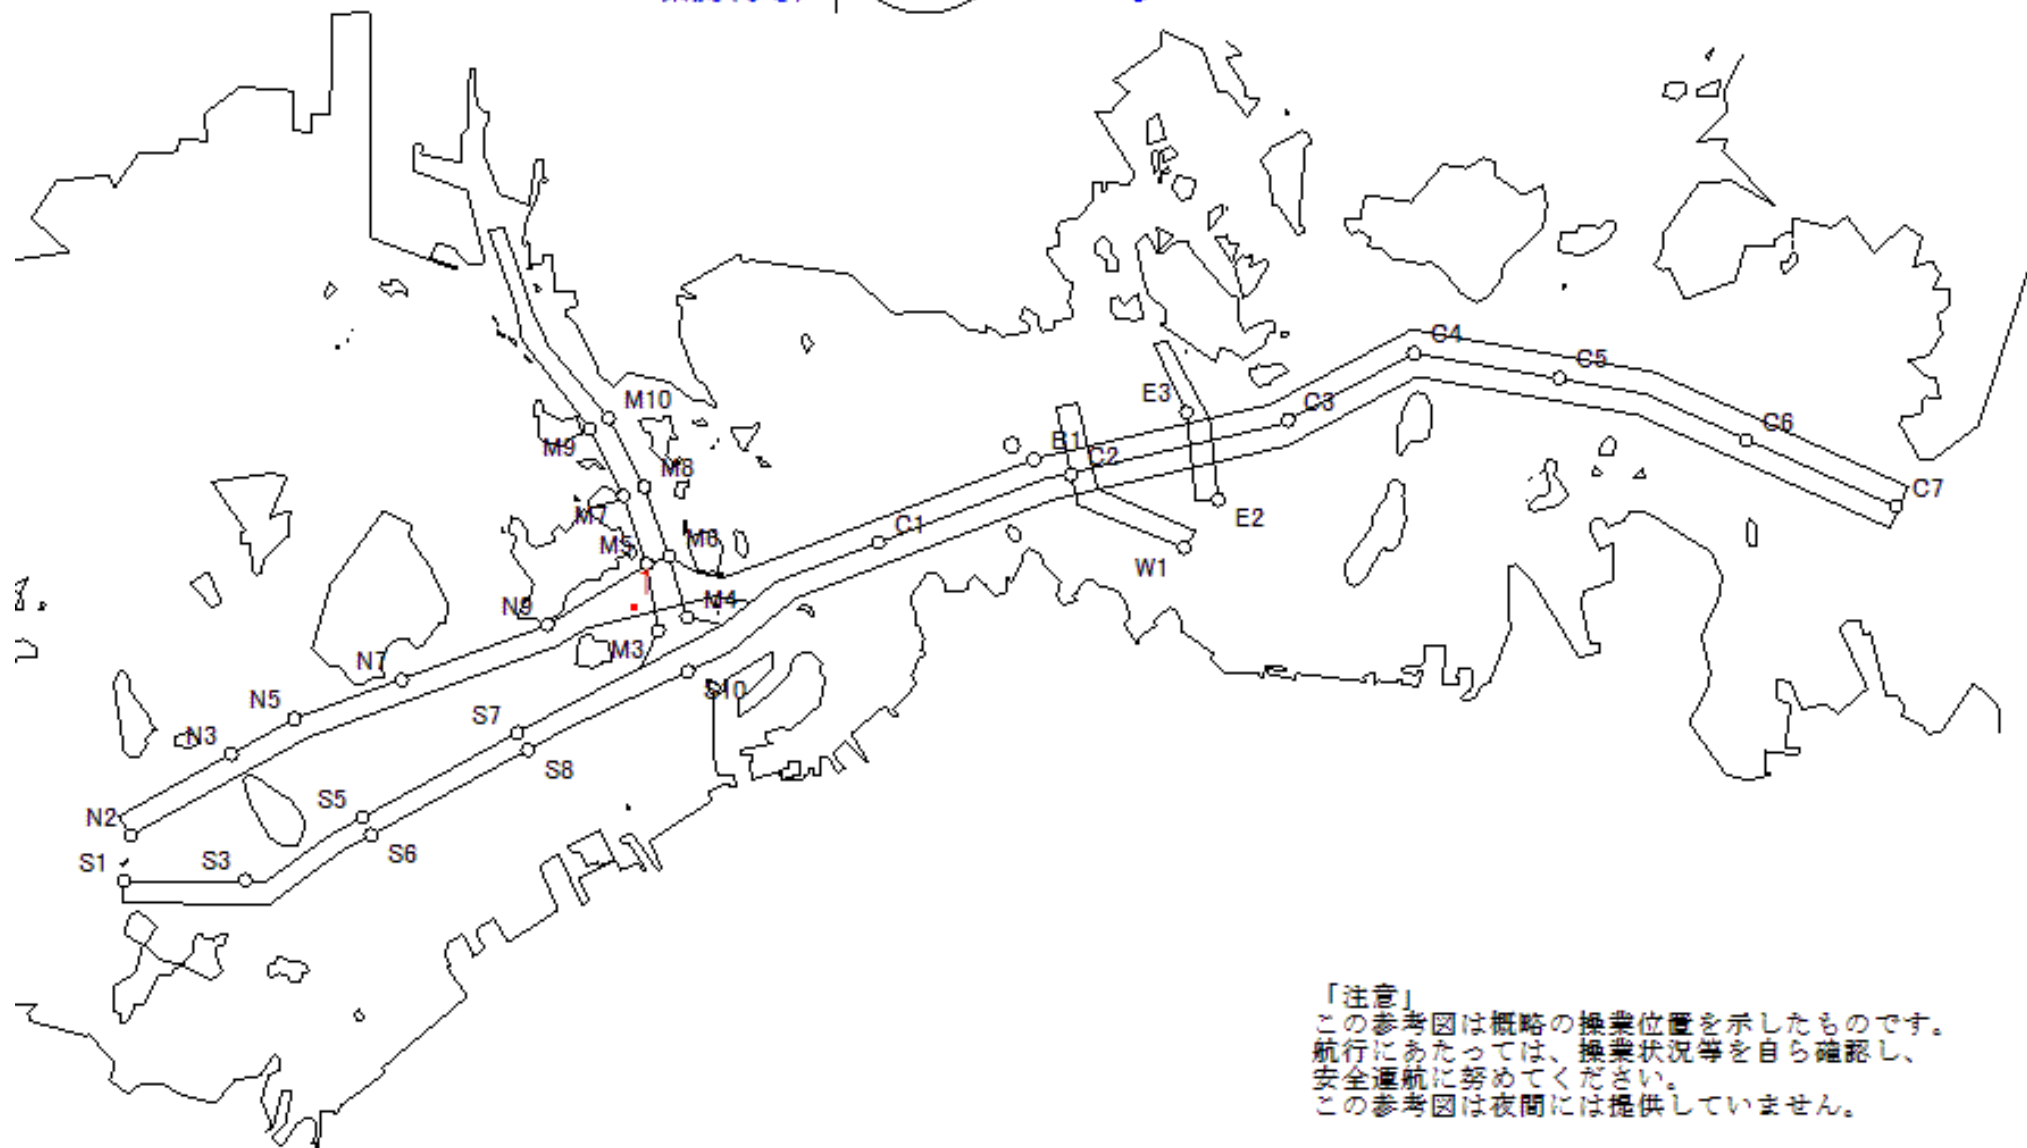 C4
C5
M10
E3
C3
C6
M9
B1
C2
M8
C7
M7
E2
C1
M5
M6
W1
N9
M4
M3
N7
S10
N5
S7
N3
S8
S5
N2
S6
S1
S3
「注意」
この参考図は概略の操業位置を示したものです。
航行にあたっては、操業状況等を自ら確認し、
安全運航に努めてください。
この参考図は夜間には提供していません。